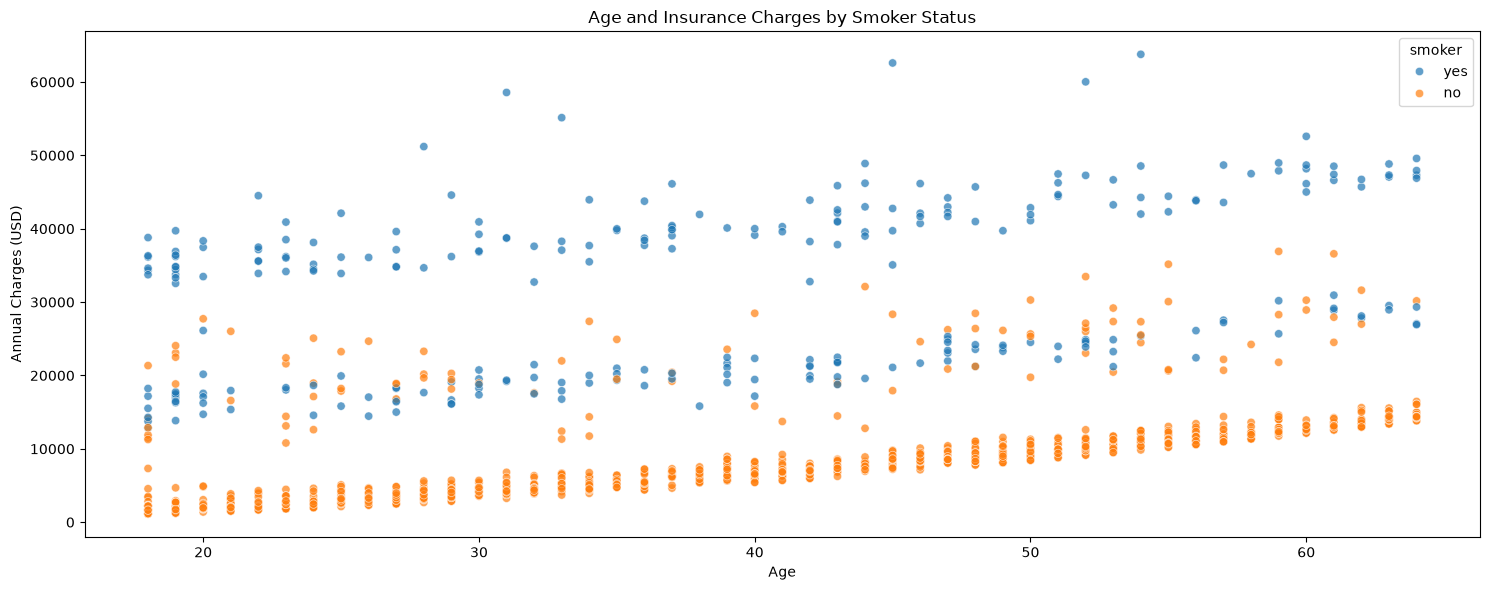 Age and Insurance Charges by Smoker Status
smoker
yes
no
Annual Charges (USD)
60000
50000
40000
30000
20000
10000
0
20
30
40
50
60
Age